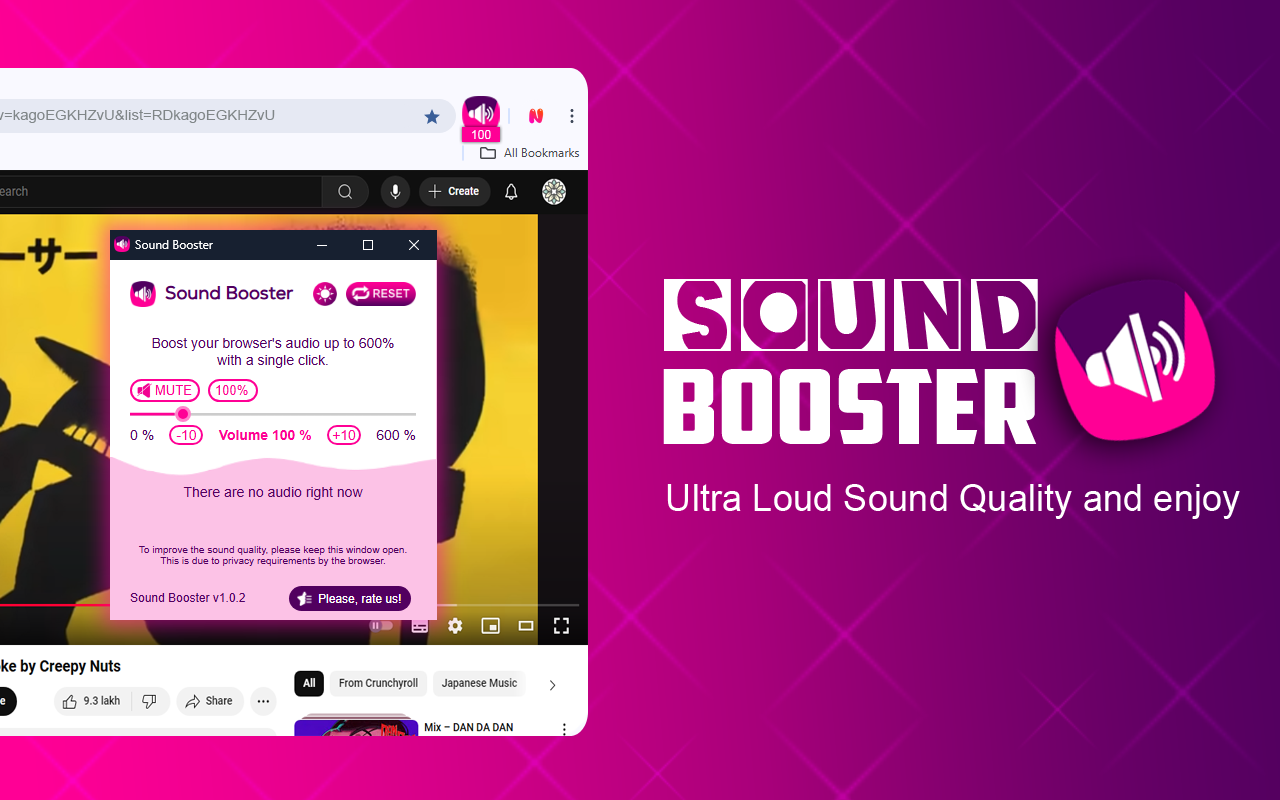 v=kagoEGKHZvU&list=RDkagoEGKHZvU
100
All Bookmarks
earch
Create
ーサー
Sound Booster
Sound Booster
RESET
Boost your browser's audio up to 600%
with a single click.
MUTE 100%
0 % -10 Volume 100 % +10 600 %
There are no audio right now
To improve the sound quality, please keep this window open.
This is due to privacy requirements by the browser.
Sound Booster v1.0.2
Please, rate us!
ke by Creepy Nuts
e
9.3 lakh
Share
All
From Crunchyroll
Japanese Music
Mix – DAN DA DAN
SOUND
BOOSTER
Ultra Loud Sound Quality and enjoy